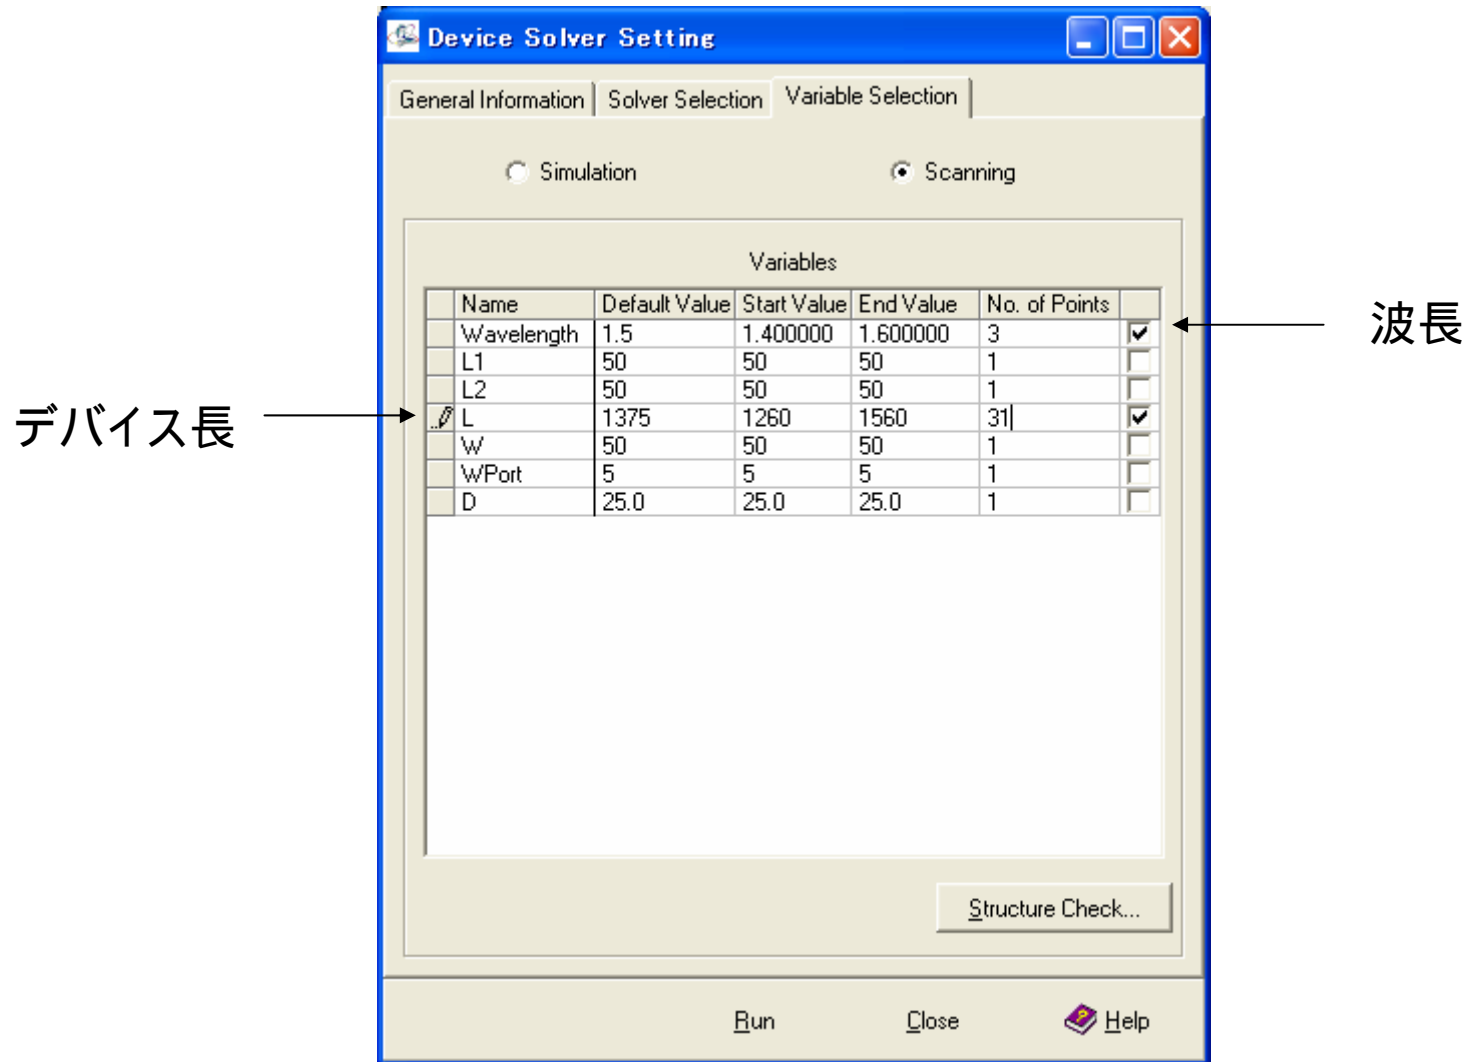 Device Solver Setting
General Information Solver Selection Variable Selection
Simulation Scanning
Variables
Name Default Value Start Value End Value No. of Points
Wavelength 1.5 1.400000 1.600000 3
波長
L1 50 50 50 1
L2 50 50 50 1
デバイス長
L 1375 1260 1560 31
W 50 50 50 1
WPort 5 5 5 1
D 25.0 25.0 25.0 1
Structure Check...
Run Close Help